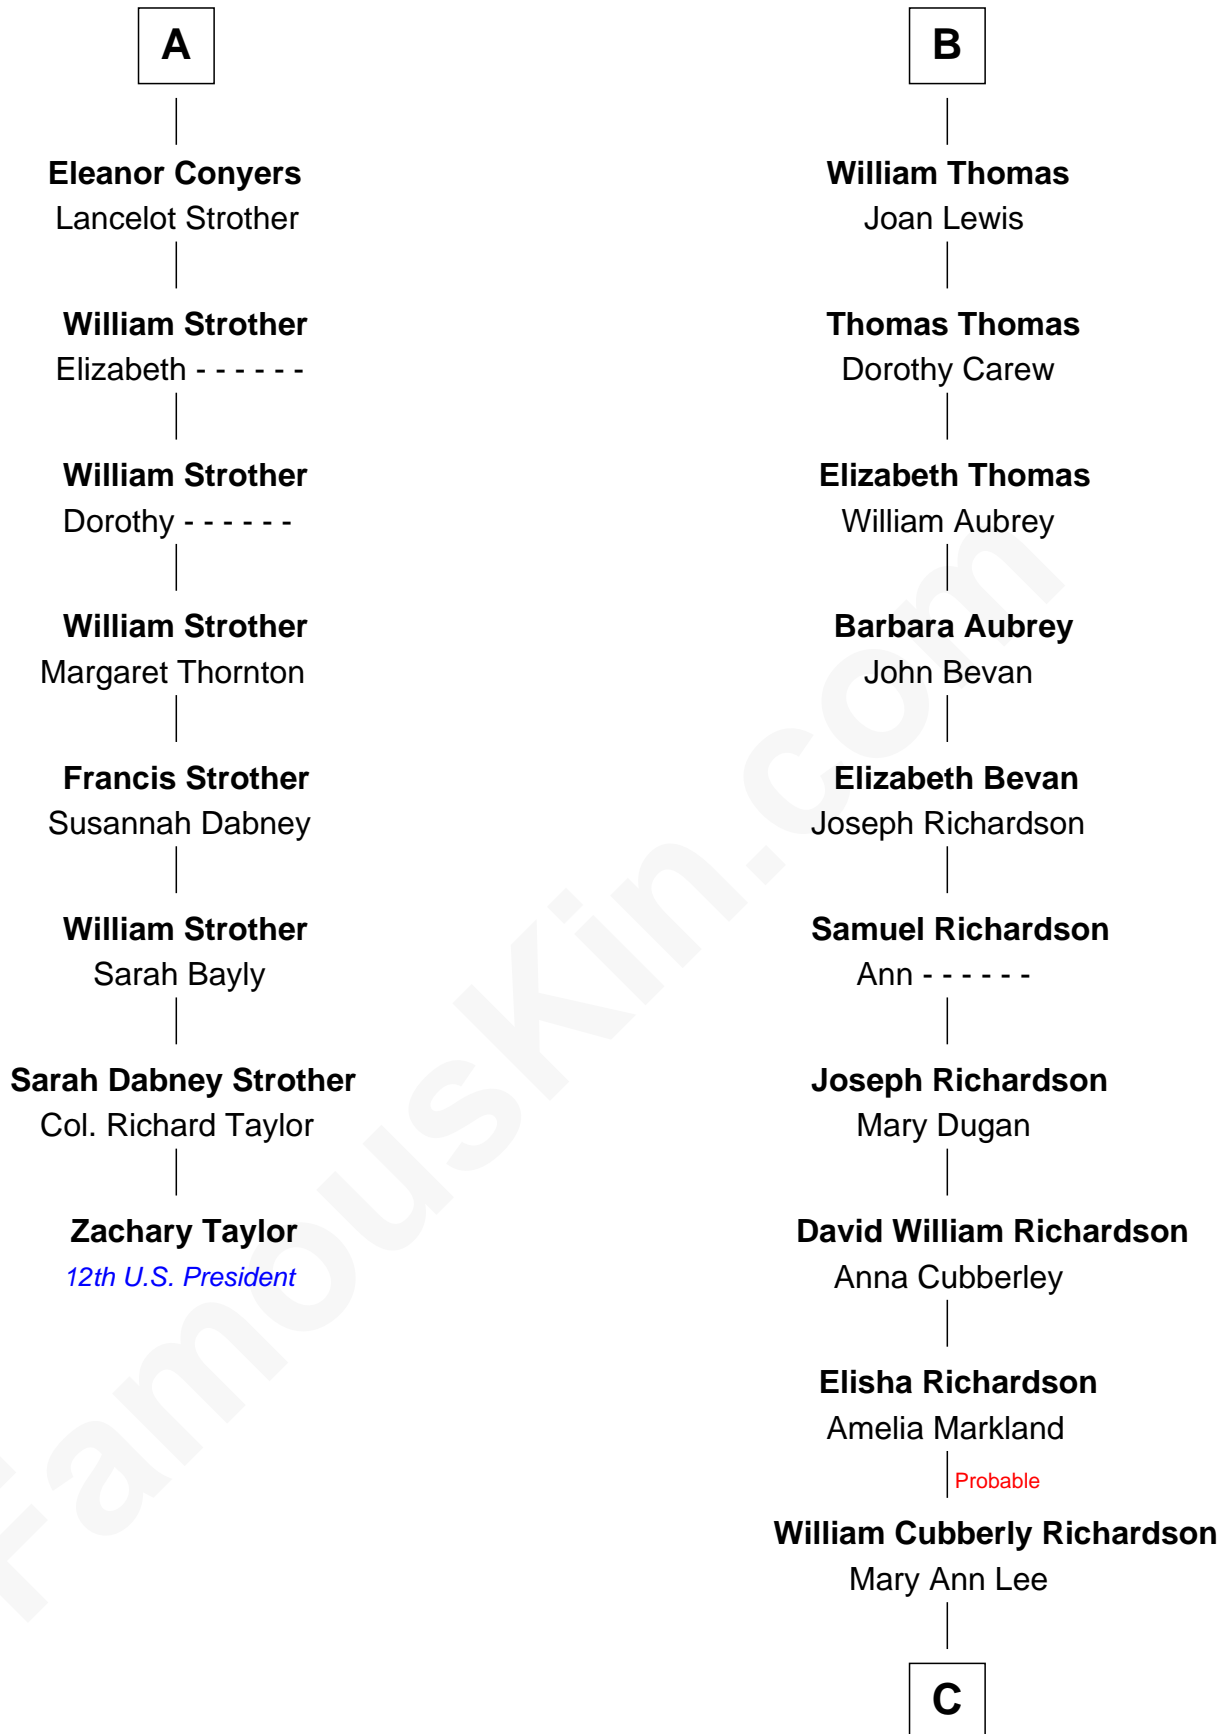 A
Eleanor Conyers
Lancelot Strother
William Strother
Elizabeth - - - - - -
William Strother
Dorothy - - - - - -
William Strother
Margaret Thornton
Francis Strother
Susannah Dabney
William Strother
Sarah Bayly
Sarah Dabney Strother
Col. Richard Taylor
Zachary Taylor
12th U.S. President
B
William Thomas
Joan Lewis
Thomas Thomas
Dorothy Carew
Elizabeth Thomas
William Aubrey
Barbara Aubrey
John Bevan
Elizabeth Bevan
Joseph Richardson
Samuel Richardson
Ann - - - - - -
Joseph Richardson
Mary Dugan
David William Richardson
Anna Cubberley
Elisha Richardson
Amelia Markland
Probable
William Cubberly Richardson
Mary Ann Lee
C
FamousKin.com